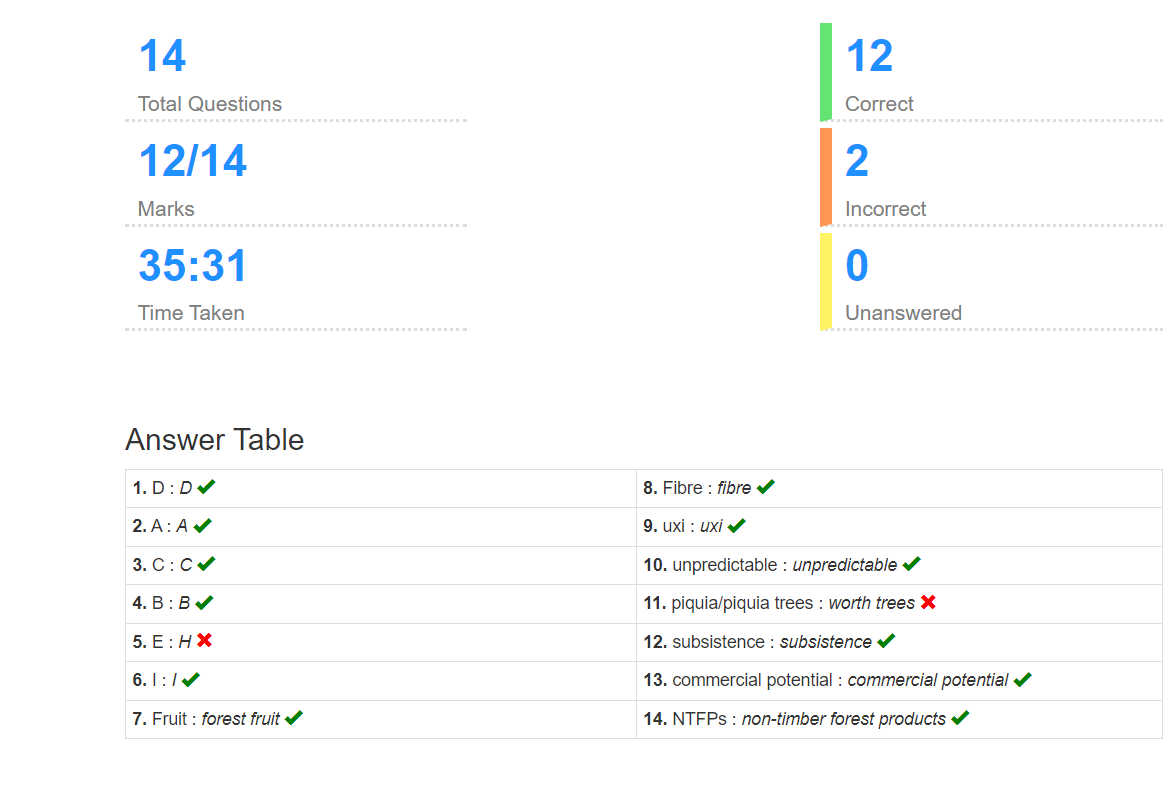 14
Total Questions
12/14
Marks
35:31
Time Taken
12
Correct
2
Incorrect
0
Unanswered
Answer Table
1. D : D
2. A : A
3. C : C
4. B : B
5. E : H
6. I : I
7. Fruit : forest fruit
8. Fibre : fibre
9. uxi : uxi
10. unpredictable : unpredictable
11. piquia/piquia trees : worth trees
12. subsistence : subsistence
13. commercial potential : commercial potential
14. NTFPs : non-timber forest products